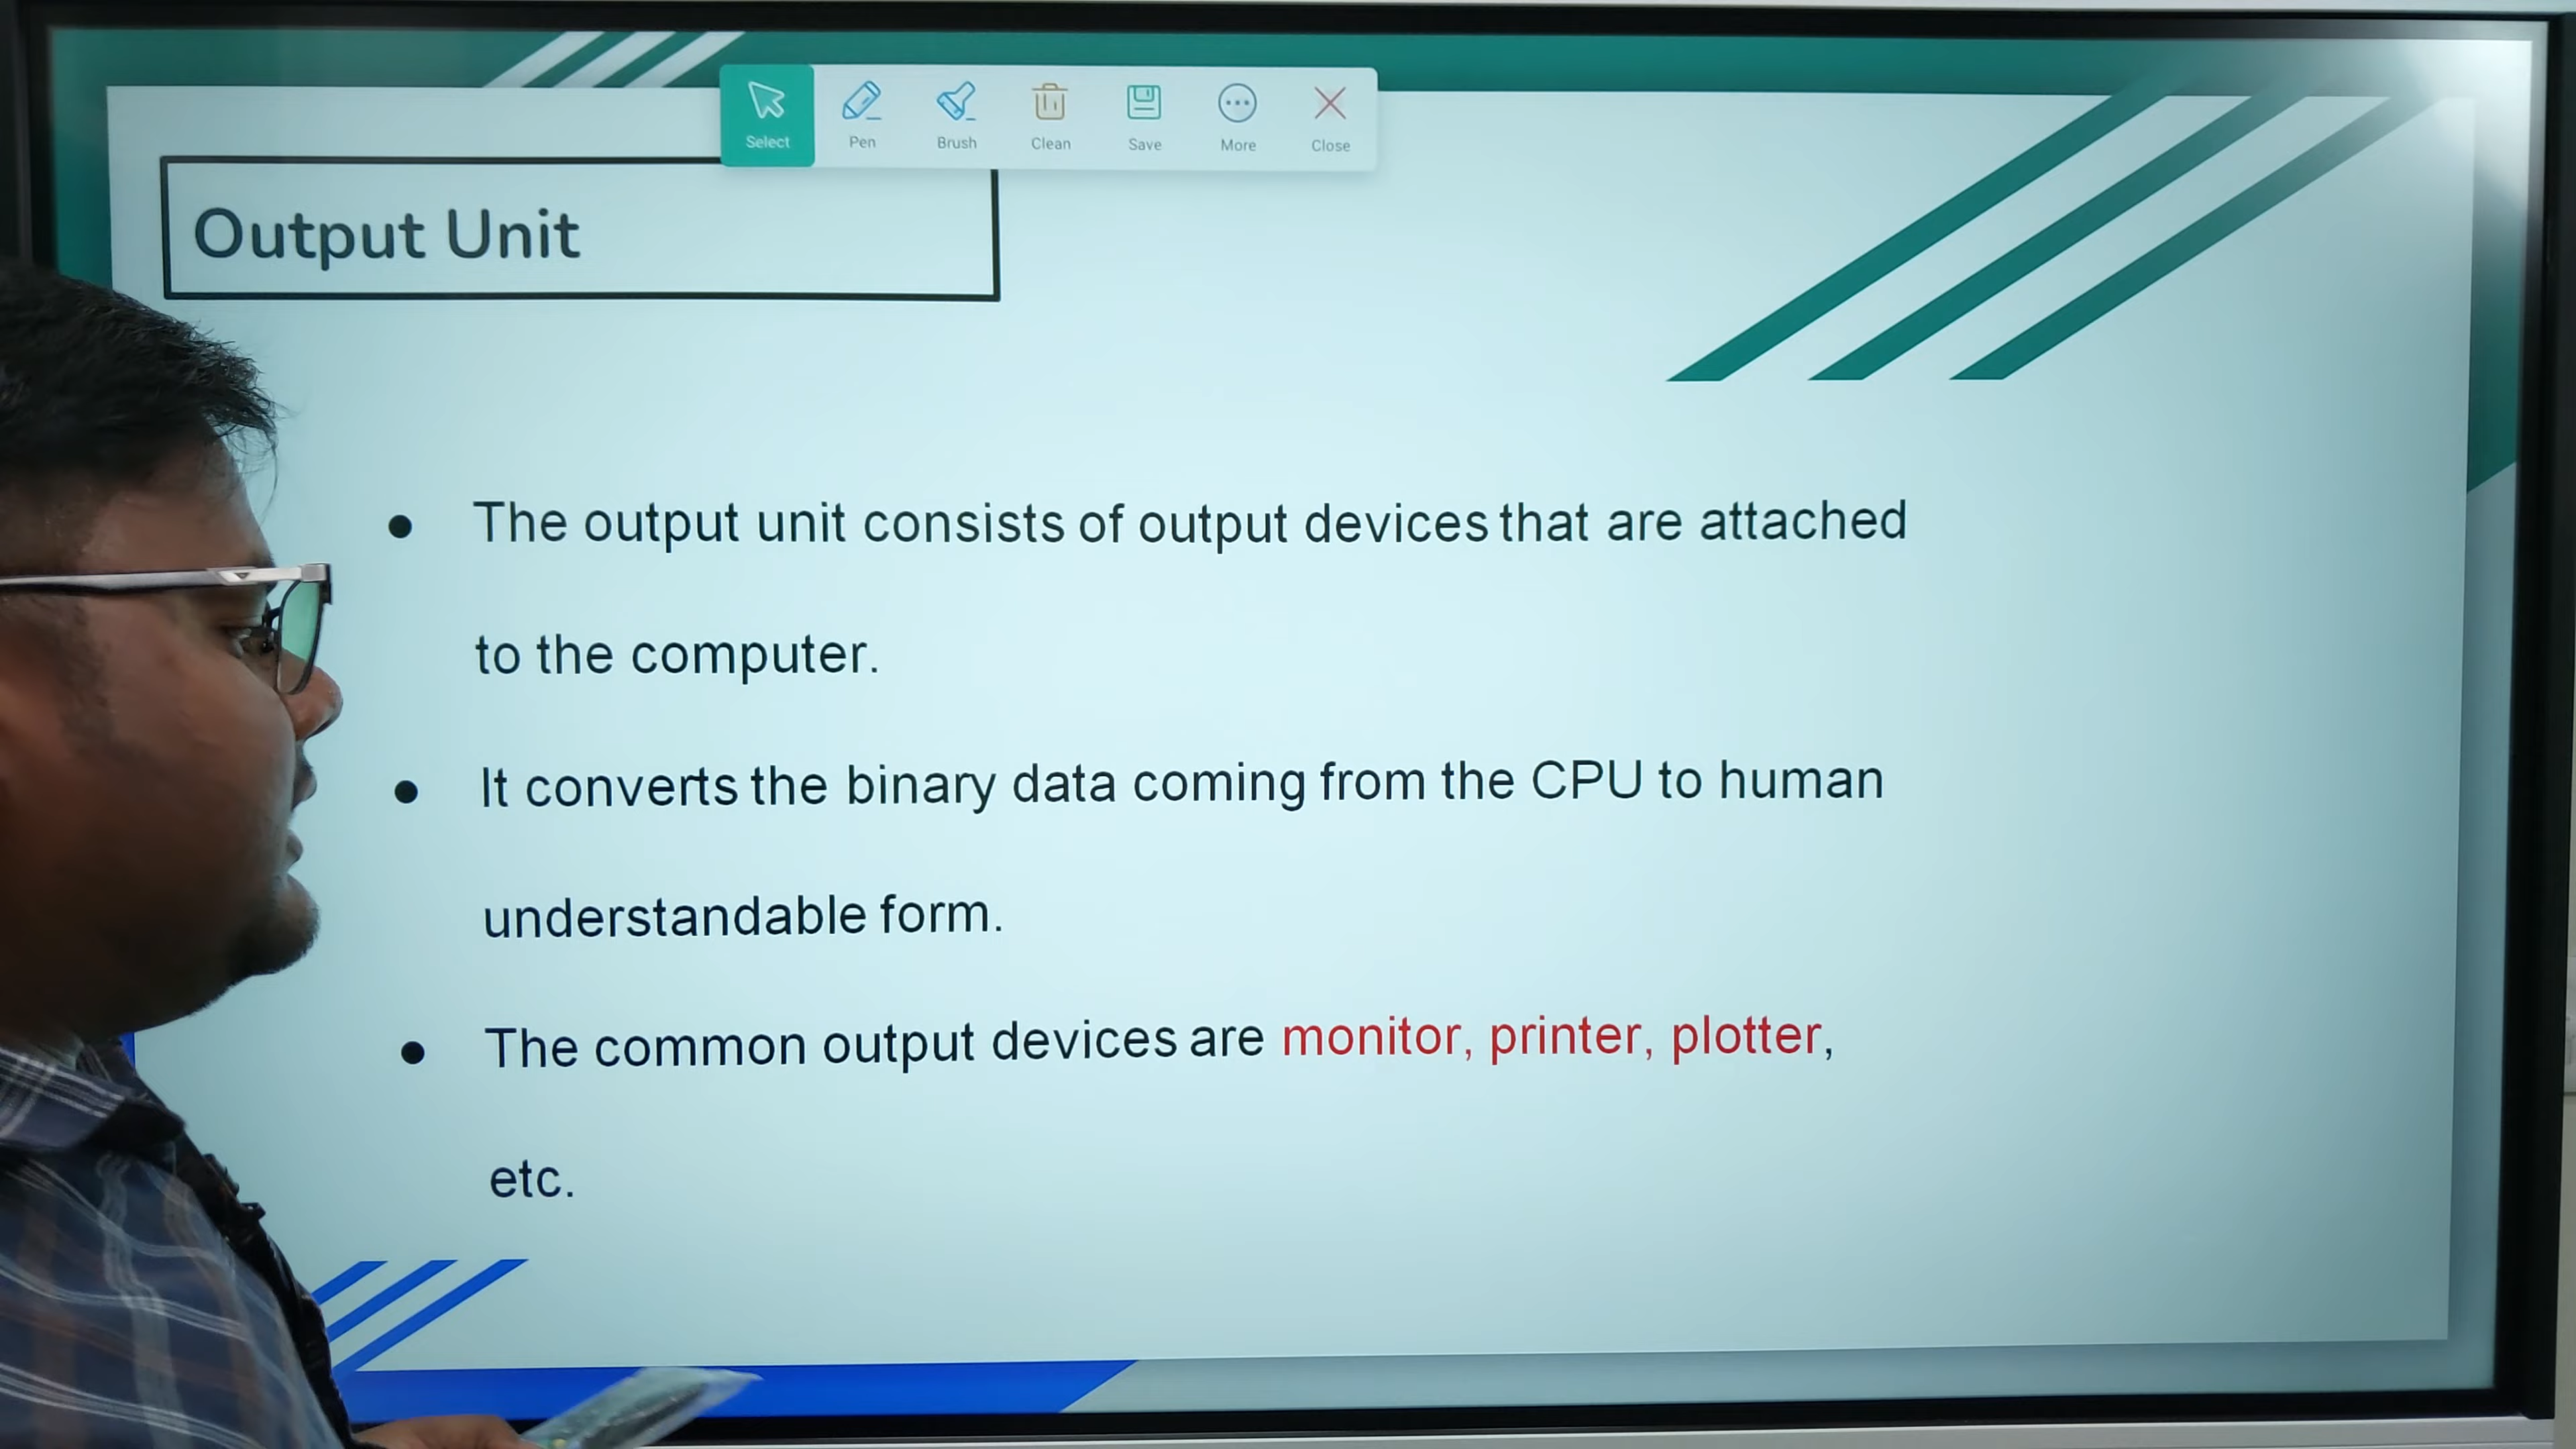 Select Pen Brush Clean Save More Close
Output Unit
● The output unit consists of output devices that are attached
to the computer.
● It converts the binary data coming from the CPU to human
understandable form.
● The common output devices are monitor, printer, plotter,
etc.